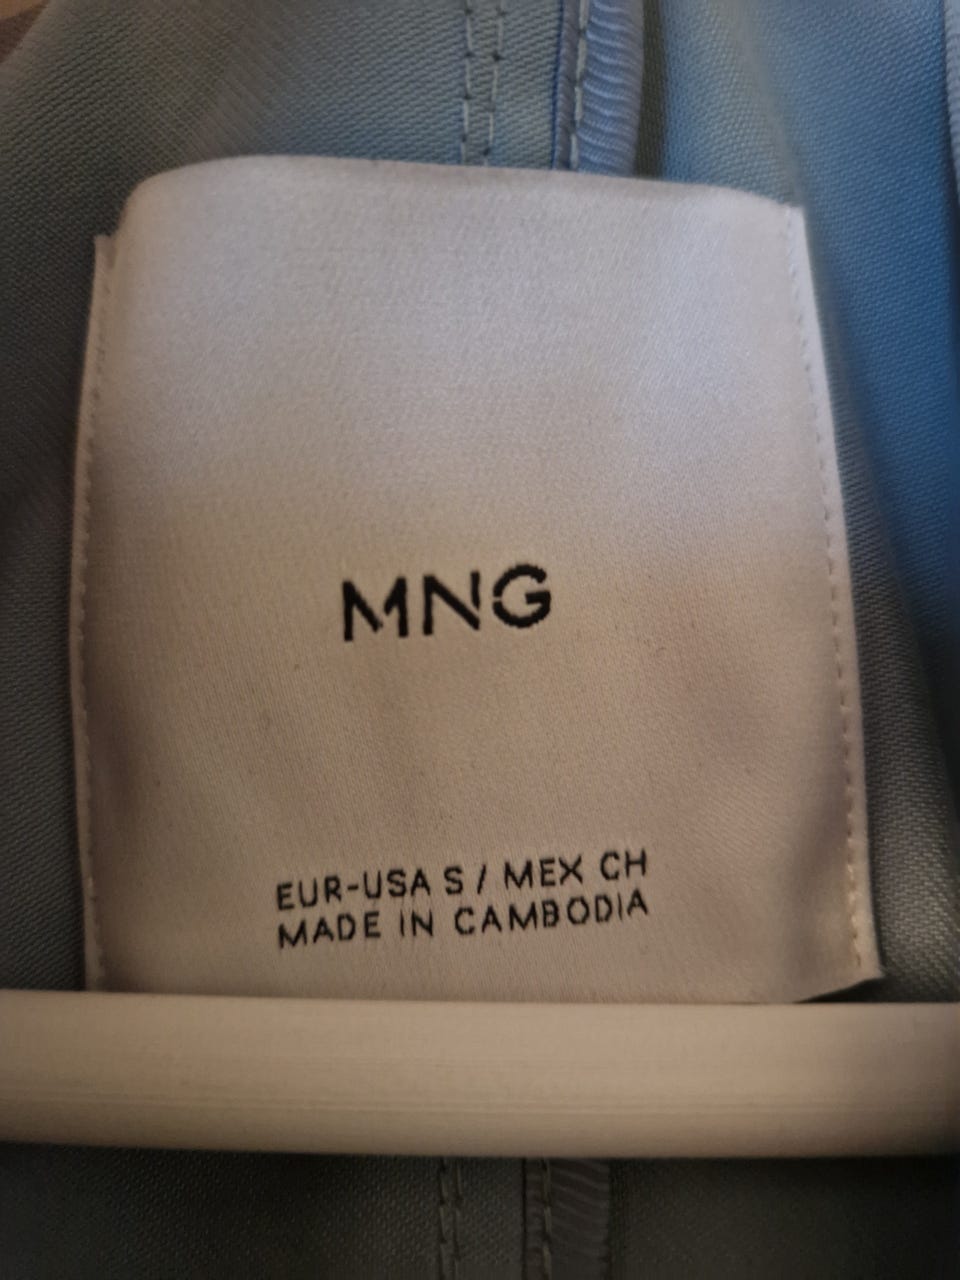 MNG
EUR-USA S / MEX CH
MADE IN CAMBODIA